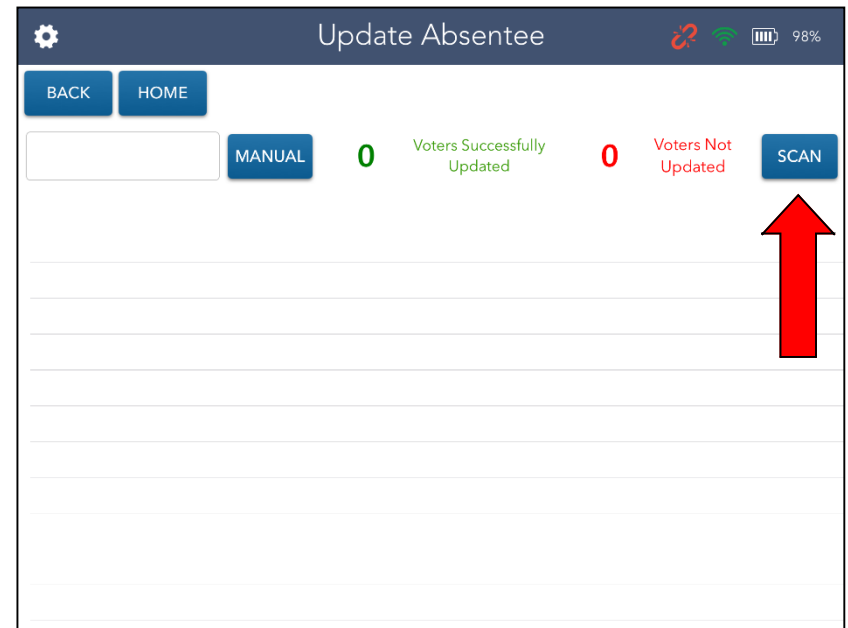 Update Absentee
98%
BACK
HOME
MANUAL
0
Voters Successfully
Updated
0
Voters Not
Updated
SCAN